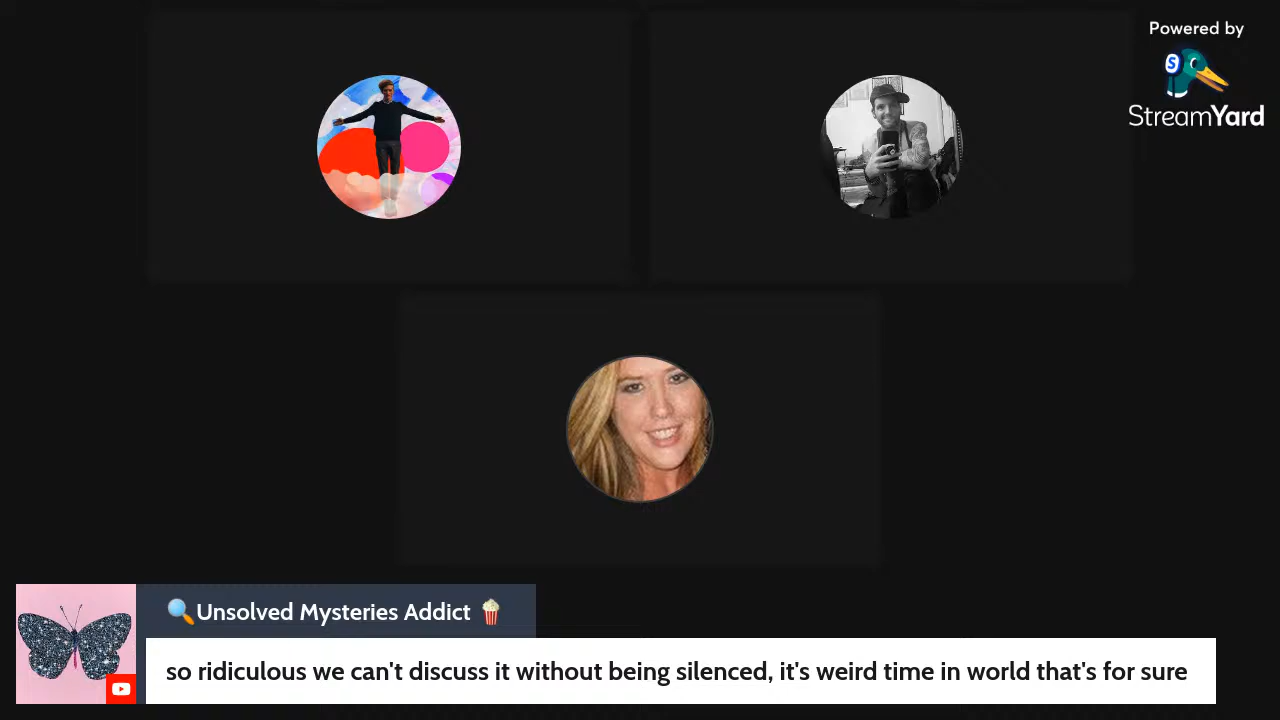 Powered by
StreamYard
🔍Unsolved Mysteries Addict 🍿
so ridiculous we can't discuss it without being silenced, it's weird time in world that's for sure